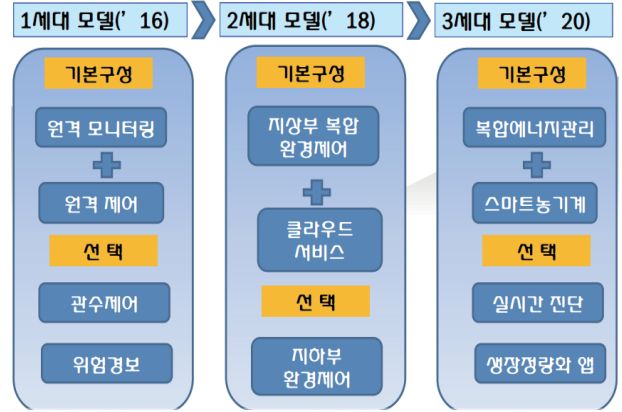 1세대 모델(’16)
기본구성
원격 모니터링
원격 제어
선 택
관수제어
위험경보
2세대 모델(’18)
기본구성
지상부 복합
환경제어
클라우드
서비스
선 택
지하부
환경제어
3세대 모델(’20)
기본구성
복합에너지관리
스마트농기계
선 택
실시간 진단
생장정량화 앱